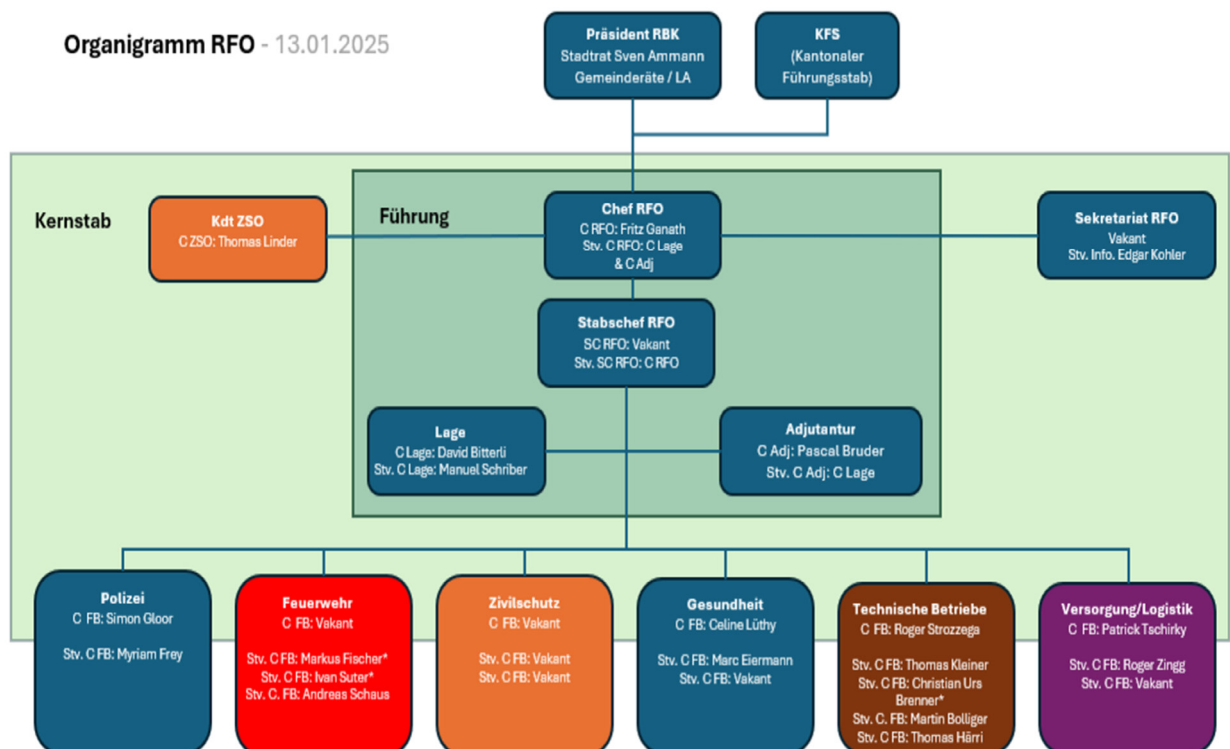 Organigramm RFO - 13.01.2025
Präsident RBK
Stadtrat Sven Ammann
Gemeinderäte / LA
KFS
(Kantonaler
Führungsstab)
Kernstab
Kdt ZSO
C ZSO: Thomas Linder
Führung
Chef RFO
C RFO: Fritz Ganath
Stv. C RFO: C Lage
& C Adj
Sekretariat RFO
Vakant
Stv. Info. Edgar Kohler
Stabschef RFO
SC RFO: Vakant
Stv. SC RFO: C RFO
Lage
C Lage: David Bitterli
Stv. C Lage: Manuel Schriber
Adjutantur
C Adj: Pascal Bruder
Stv. C Adj: C Lage
Polizei
C FB: Simon Gloor
Stv. C FB: Myriam Frey
Feuerwehr
C FB: Vakant
Stv. C FB: Markus Fischer*
Stv. C FB: Ivan Suter*
Stv. C. FB: Andreas Schaus
Zivilschutz
C FB: Vakant
Stv. C FB: Vakant
Stv. C FB: Vakant
Gesundheit
C FB: Celine Lüthy
Stv. C FB: Marc Eiermann
Stv. C FB: Vakant
Technische Betriebe
C FB: Roger Strozzega
Stv. C FB: Thomas Kleiner
Stv. C FB: Christian Urs
Brenner*
Stv. C. FB: Martin Bolliger
Stv. C FB: Thomas Härri
Versorgung/Logistik
C FB: Patrick Tschirky
Stv. C FB: Roger Zingg
Stv. C FB: Vakant